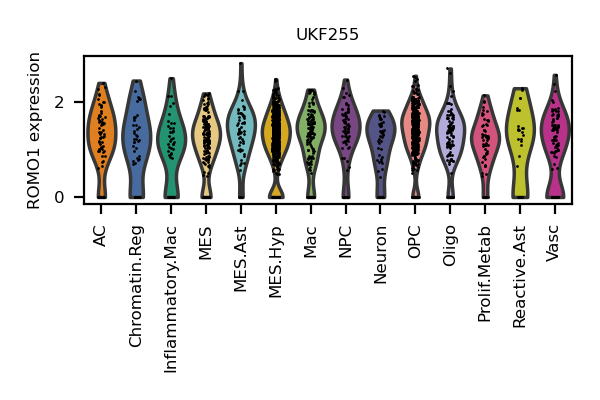 UKF255
ROMO1 expression
2
0
AC
Chromatin.Reg
Inflammatory.Mac
MES
MES.Ast
MES.Hyp
Mac
NPC
Neuron
OPC
Oligo
Prolif.Metab
Reactive.Ast
Vasc